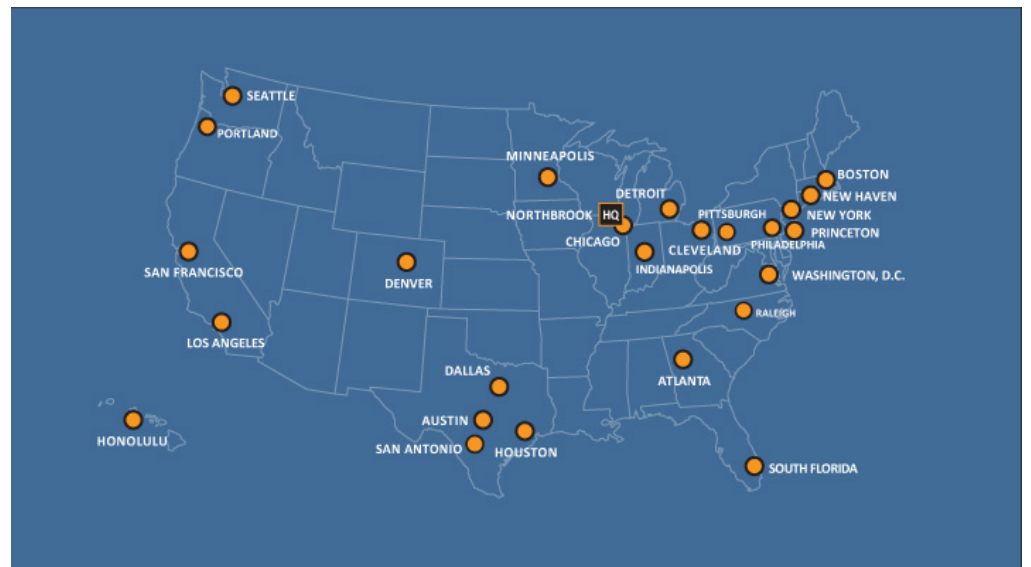 SEATTLE
PORTLAND
MINNEAPOLIS
BOSTON
DETROIT
NEW HAVEN
NORTHBROOK HQ
PITTSBURGH
NEW YORK
CHICAGO
PRINCETON
CLEVELAND
PHILADELPHIA
INDIANAPOLIS
SAN FRANCISCO
DENVER
WASHINGTON, D.C.
RALEIGH
LOS ANGELES
DALLAS
ATLANTA
AUSTIN
HONOLULU
SAN ANTONIO
HOUSTON
SOUTH FLORIDA